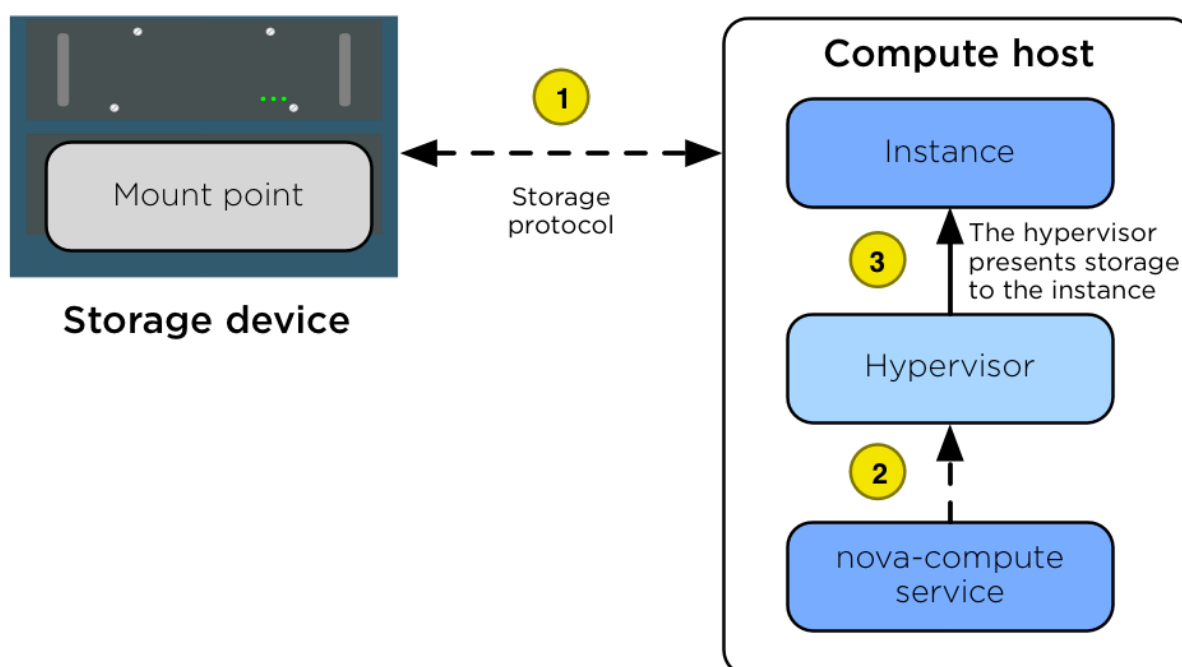 Compute host
1
Instance
Mount point
Storage
protocol
Storage device
3
The hypervisor
presents storage
to the instance
Hypervisor
2
nova-compute
service